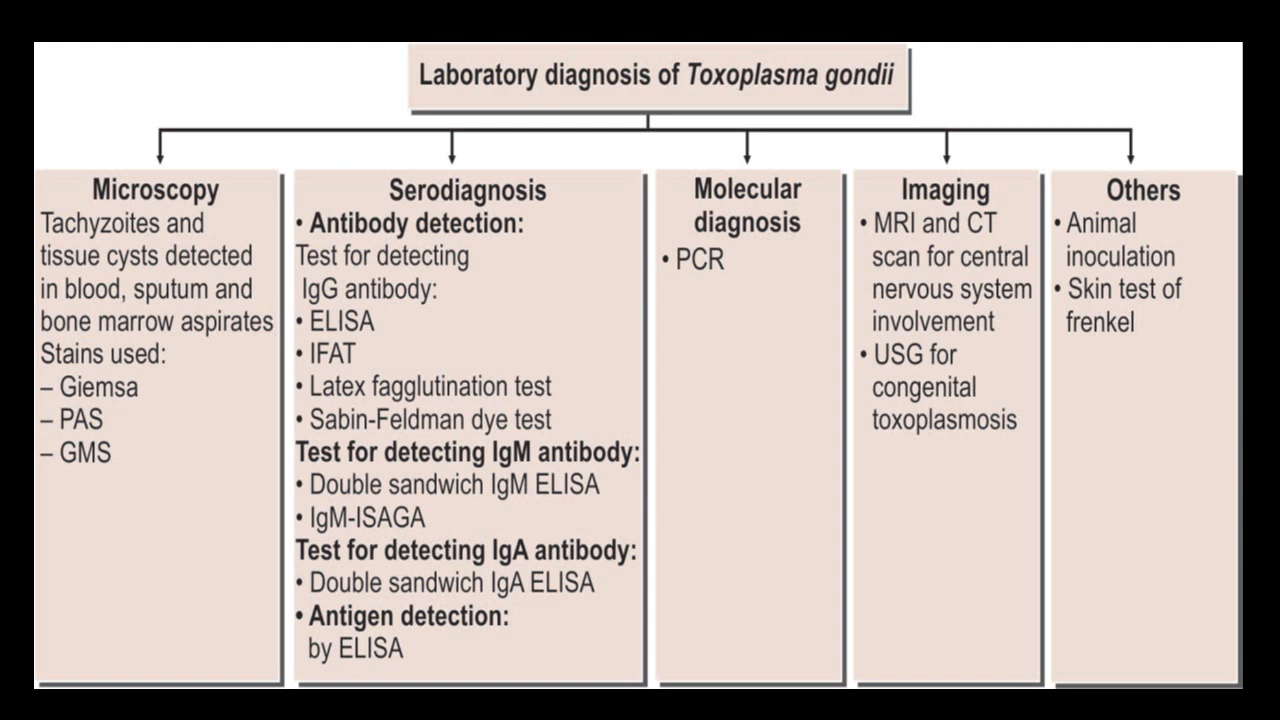 Laboratory diagnosis of Toxoplasma gondii
Microscopy
Tachyzoites and
tissue cysts detected
in blood, sputum and
bone marrow aspirates
Stains used:
– Giemsa
– PAS
– GMS
Serodiagnosis
• Antibody detection:
Test for detecting
IgG antibody:
• ELISA
• IFAT
• Latex fagglutination test
• Sabin-Feldman dye test
Test for detecting IgM antibody:
• Double sandwich IgM ELISA
• IgM-ISAGA
Test for detecting IgA antibody:
• Double sandwich IgA ELISA
• Antigen detection:
by ELISA
Molecular
diagnosis
• PCR
Imaging
• MRI and CT
scan for central
nervous system
involvement
• USG for
congenital
toxoplasmosis
Others
• Animal
inoculation
• Skin test of
frenkel